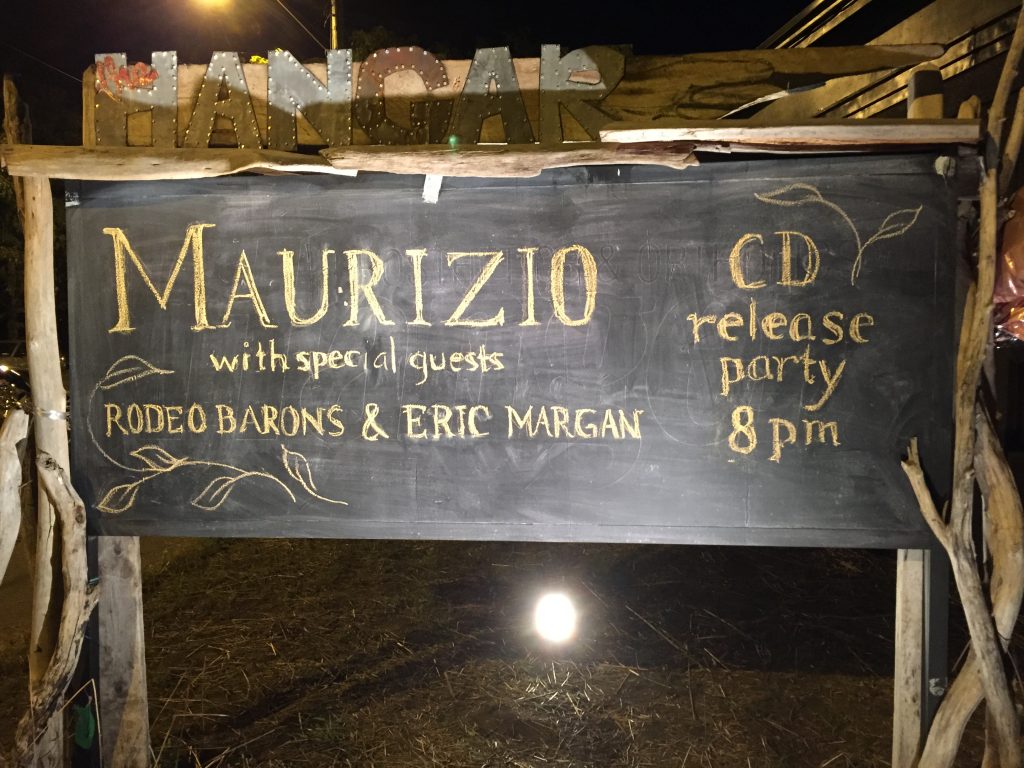 HANGAR
MAURIZIO
with special guests
RODEO BARONS & ERIC MARGAN
CD
release
party
8pm